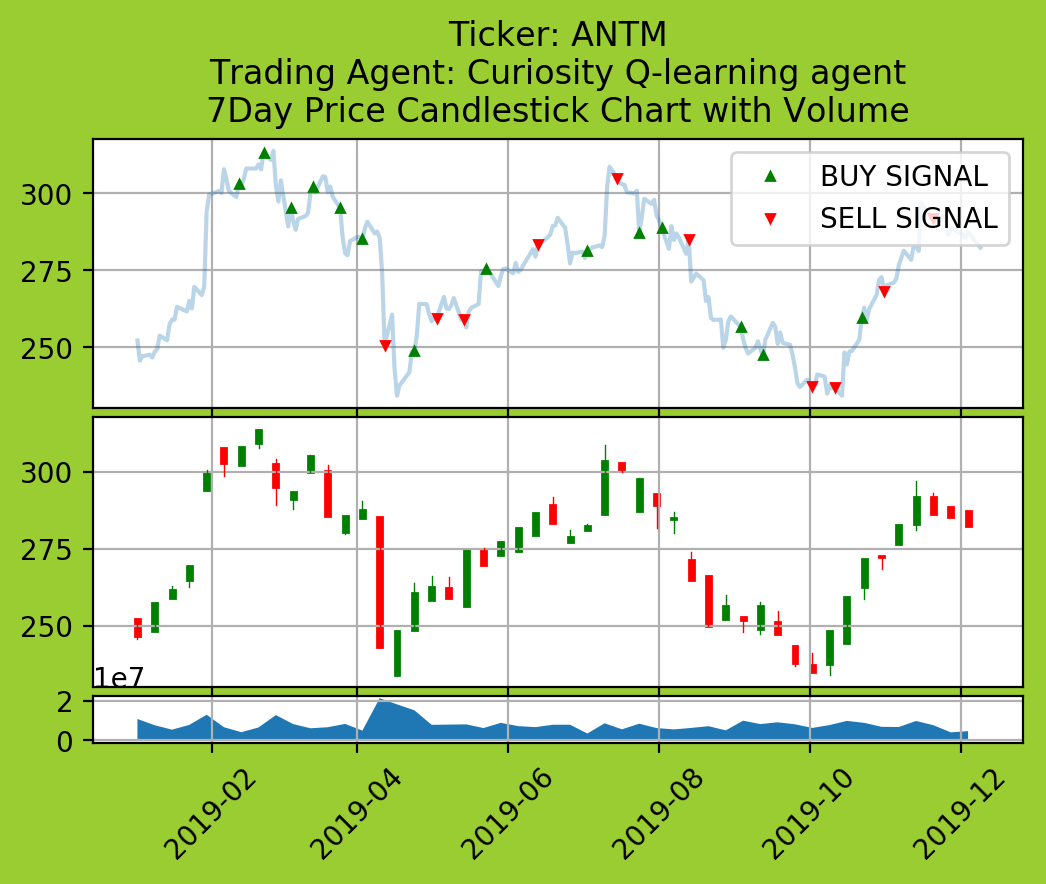 Ticker: ANTM
Trading Agent: Curiosity Q-learning agent
7Day Price Candlestick Chart with Volume
BUY SIGNAL
SELL SIGNAL
300
275
250
300
275
250
1e7
2
0
2019-02
2019-04
2019-06
2019-08
2019-10
2019-12